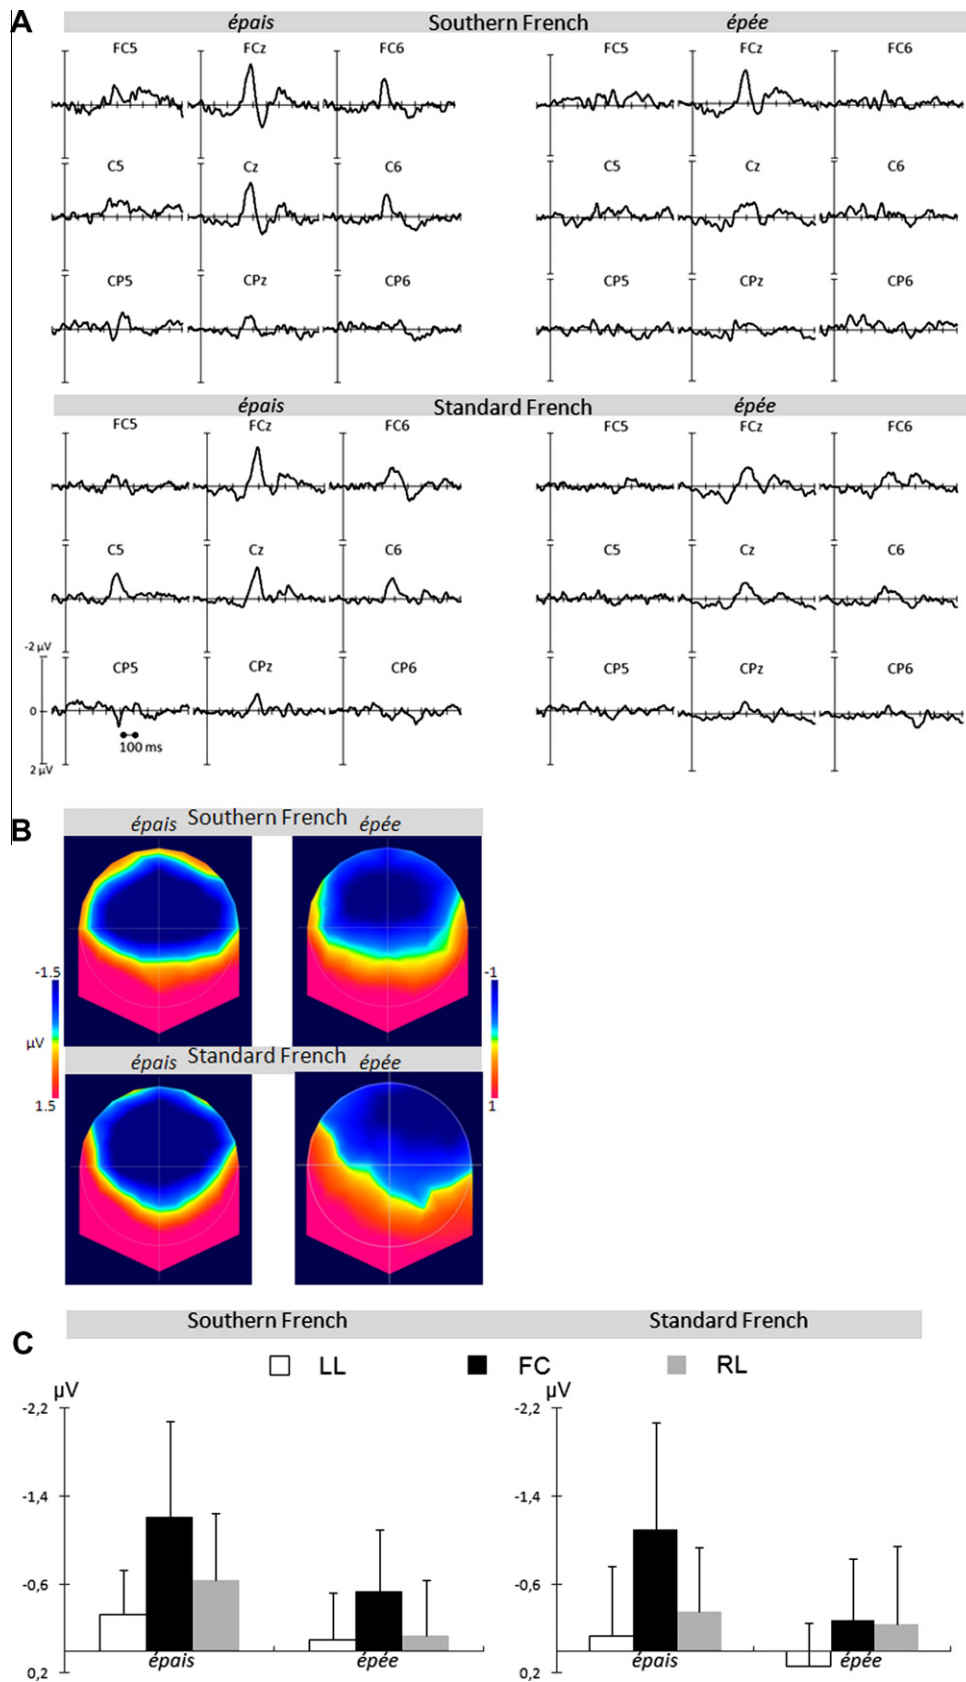 A
épais Southern French épée
FC5 FCz FC6 FC5 FCz FC6
C5 Cz C6 C5 Cz C6
CP5 CPz CP6 CP5 CPz CP6
épais Standard French épée
FC5 FCz FC6 FC5 FCz FC6
C5 Cz C6 C5 Cz C6
-2 µV
CP5 CPz CP6 CP5 CPz CP6
0
100 ms
2 µV
B
Southern French
épais épée
-1.5 -1
µV
Standard French
épais épée
1.5 1
C
Southern French Standard French
LL FC RL
µV µV
-2,2 -2,2
-1,4 -1,4
-0,6 -0,6
0,2 0,2
épais épée épais épée